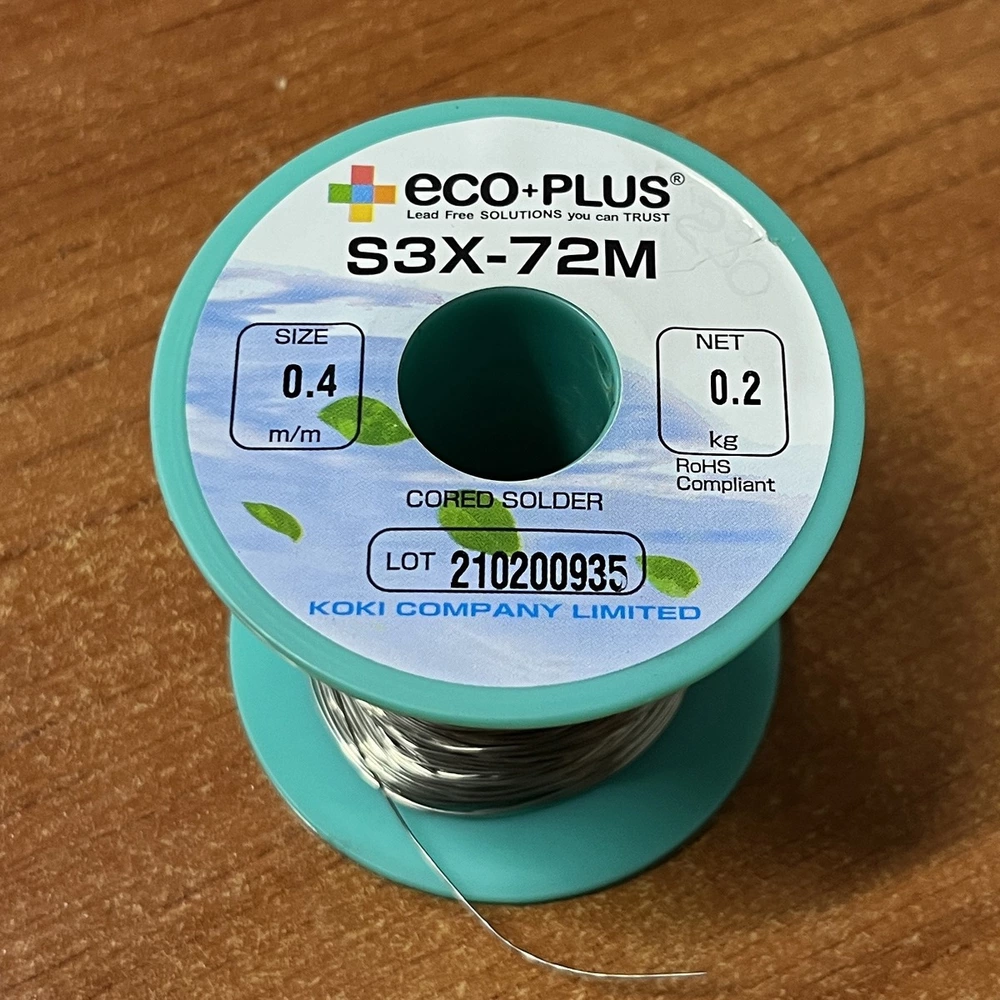 eco+PLUS®
Lead Free SOLUTIONS you can TRUST
S3X-72M
SIZE
0.4
m/m
NET
0.2
kg
RoHS
Compliant
CORED SOLDER
LOT 210200935
KOKI COMPANY LIMITED